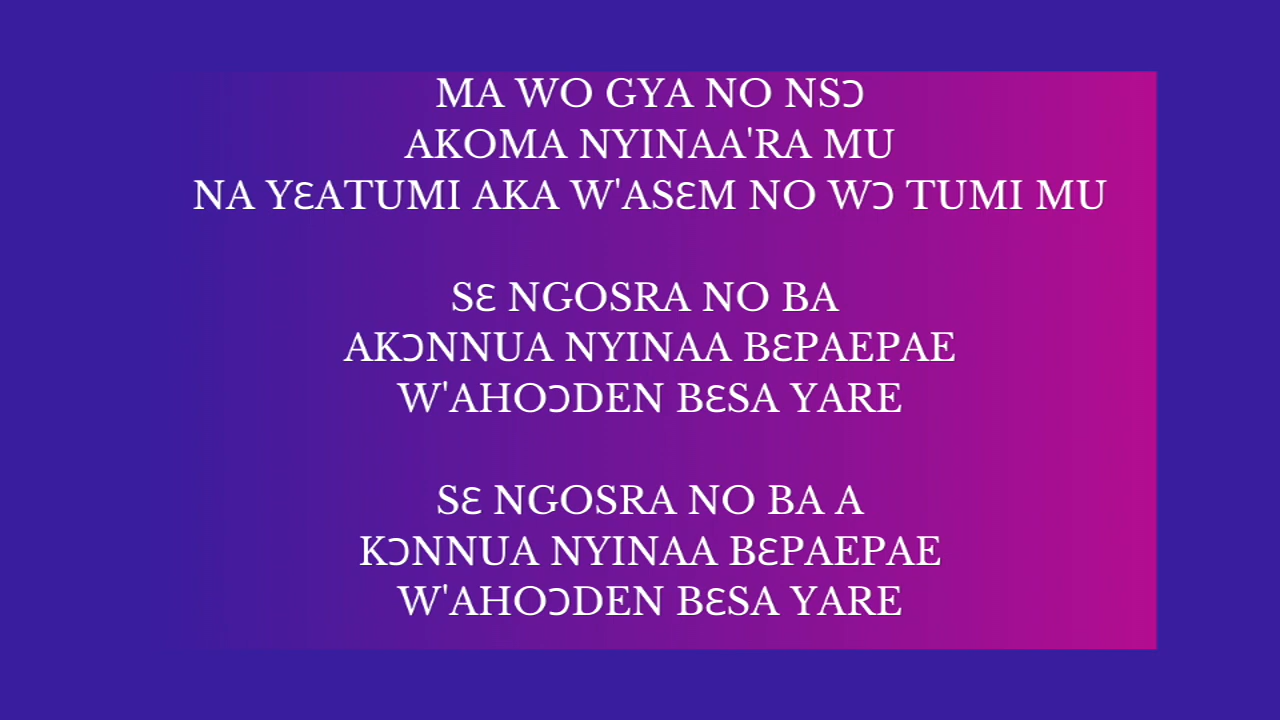 MA WO GYA NO NSƆ
AKOMA NYINAA'RA MU
NA YƐATUMI AKA W'ASƐM NO WƆ TUMI MU
SƐ NGOSRA NO BA
AKƆNNUA NYINAA BƐPAEPAE
W'AHOƆDEN BƐSA YARE
SƐ NGOSRA NO BA A
KƆNNUA NYINAA BƐPAEPAE
W'AHOƆDEN BƐSA YARE